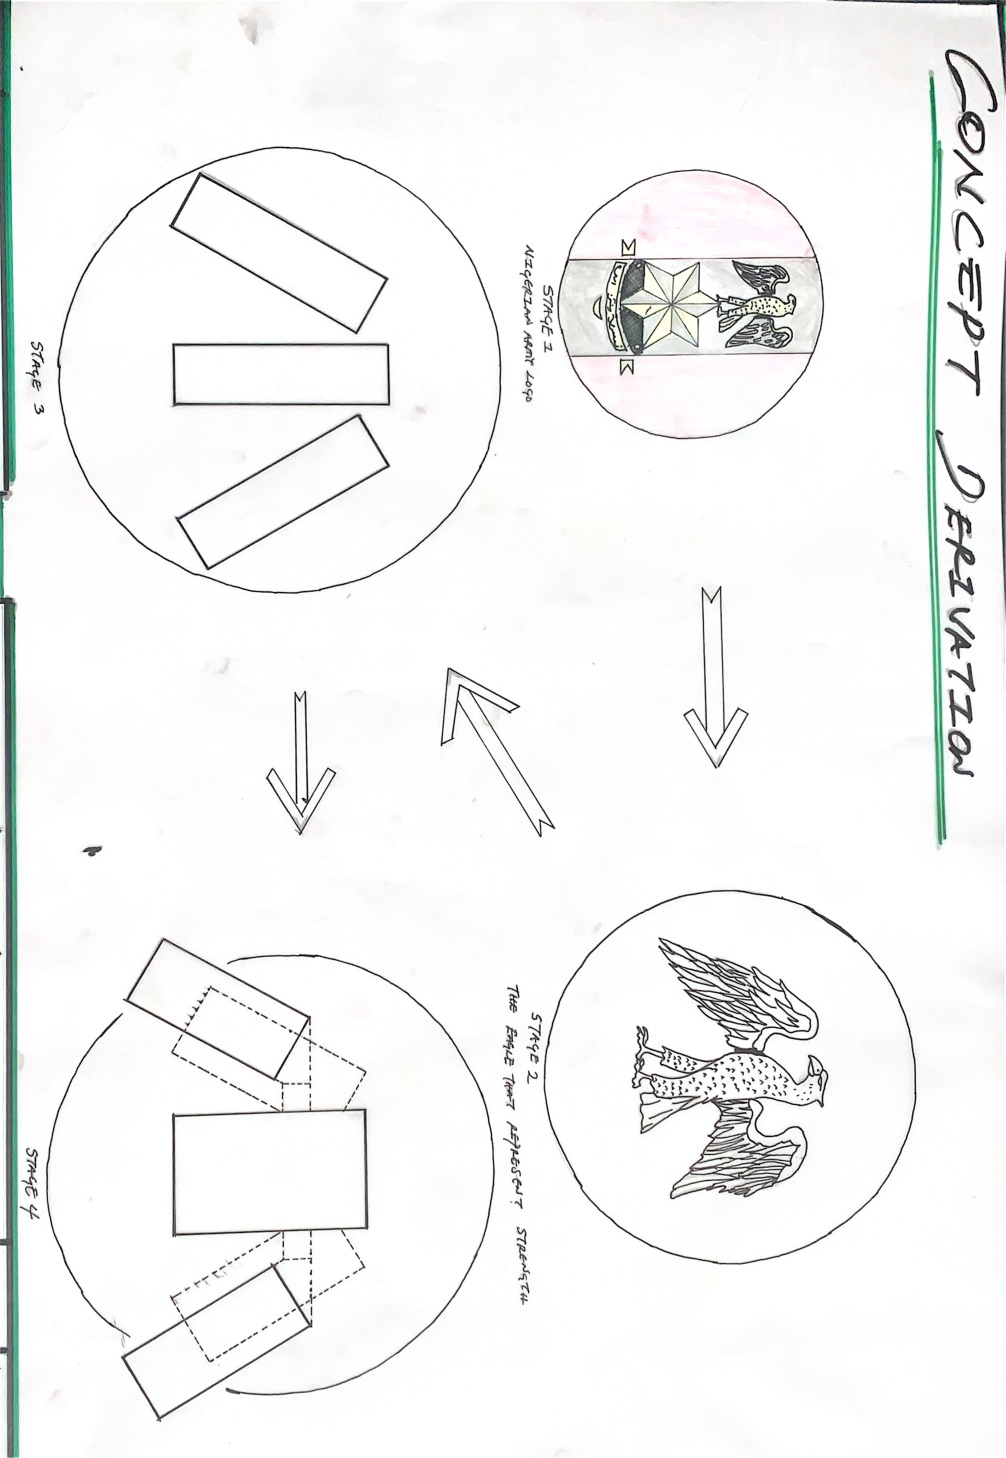 CONCEPT DERIVATION
STAGE 1
NIGERIAN ARMY LOGO
STAGE 2
THE EAGLE THAT REPRESENT STRENGTH
STAGE 3
STAGE 4